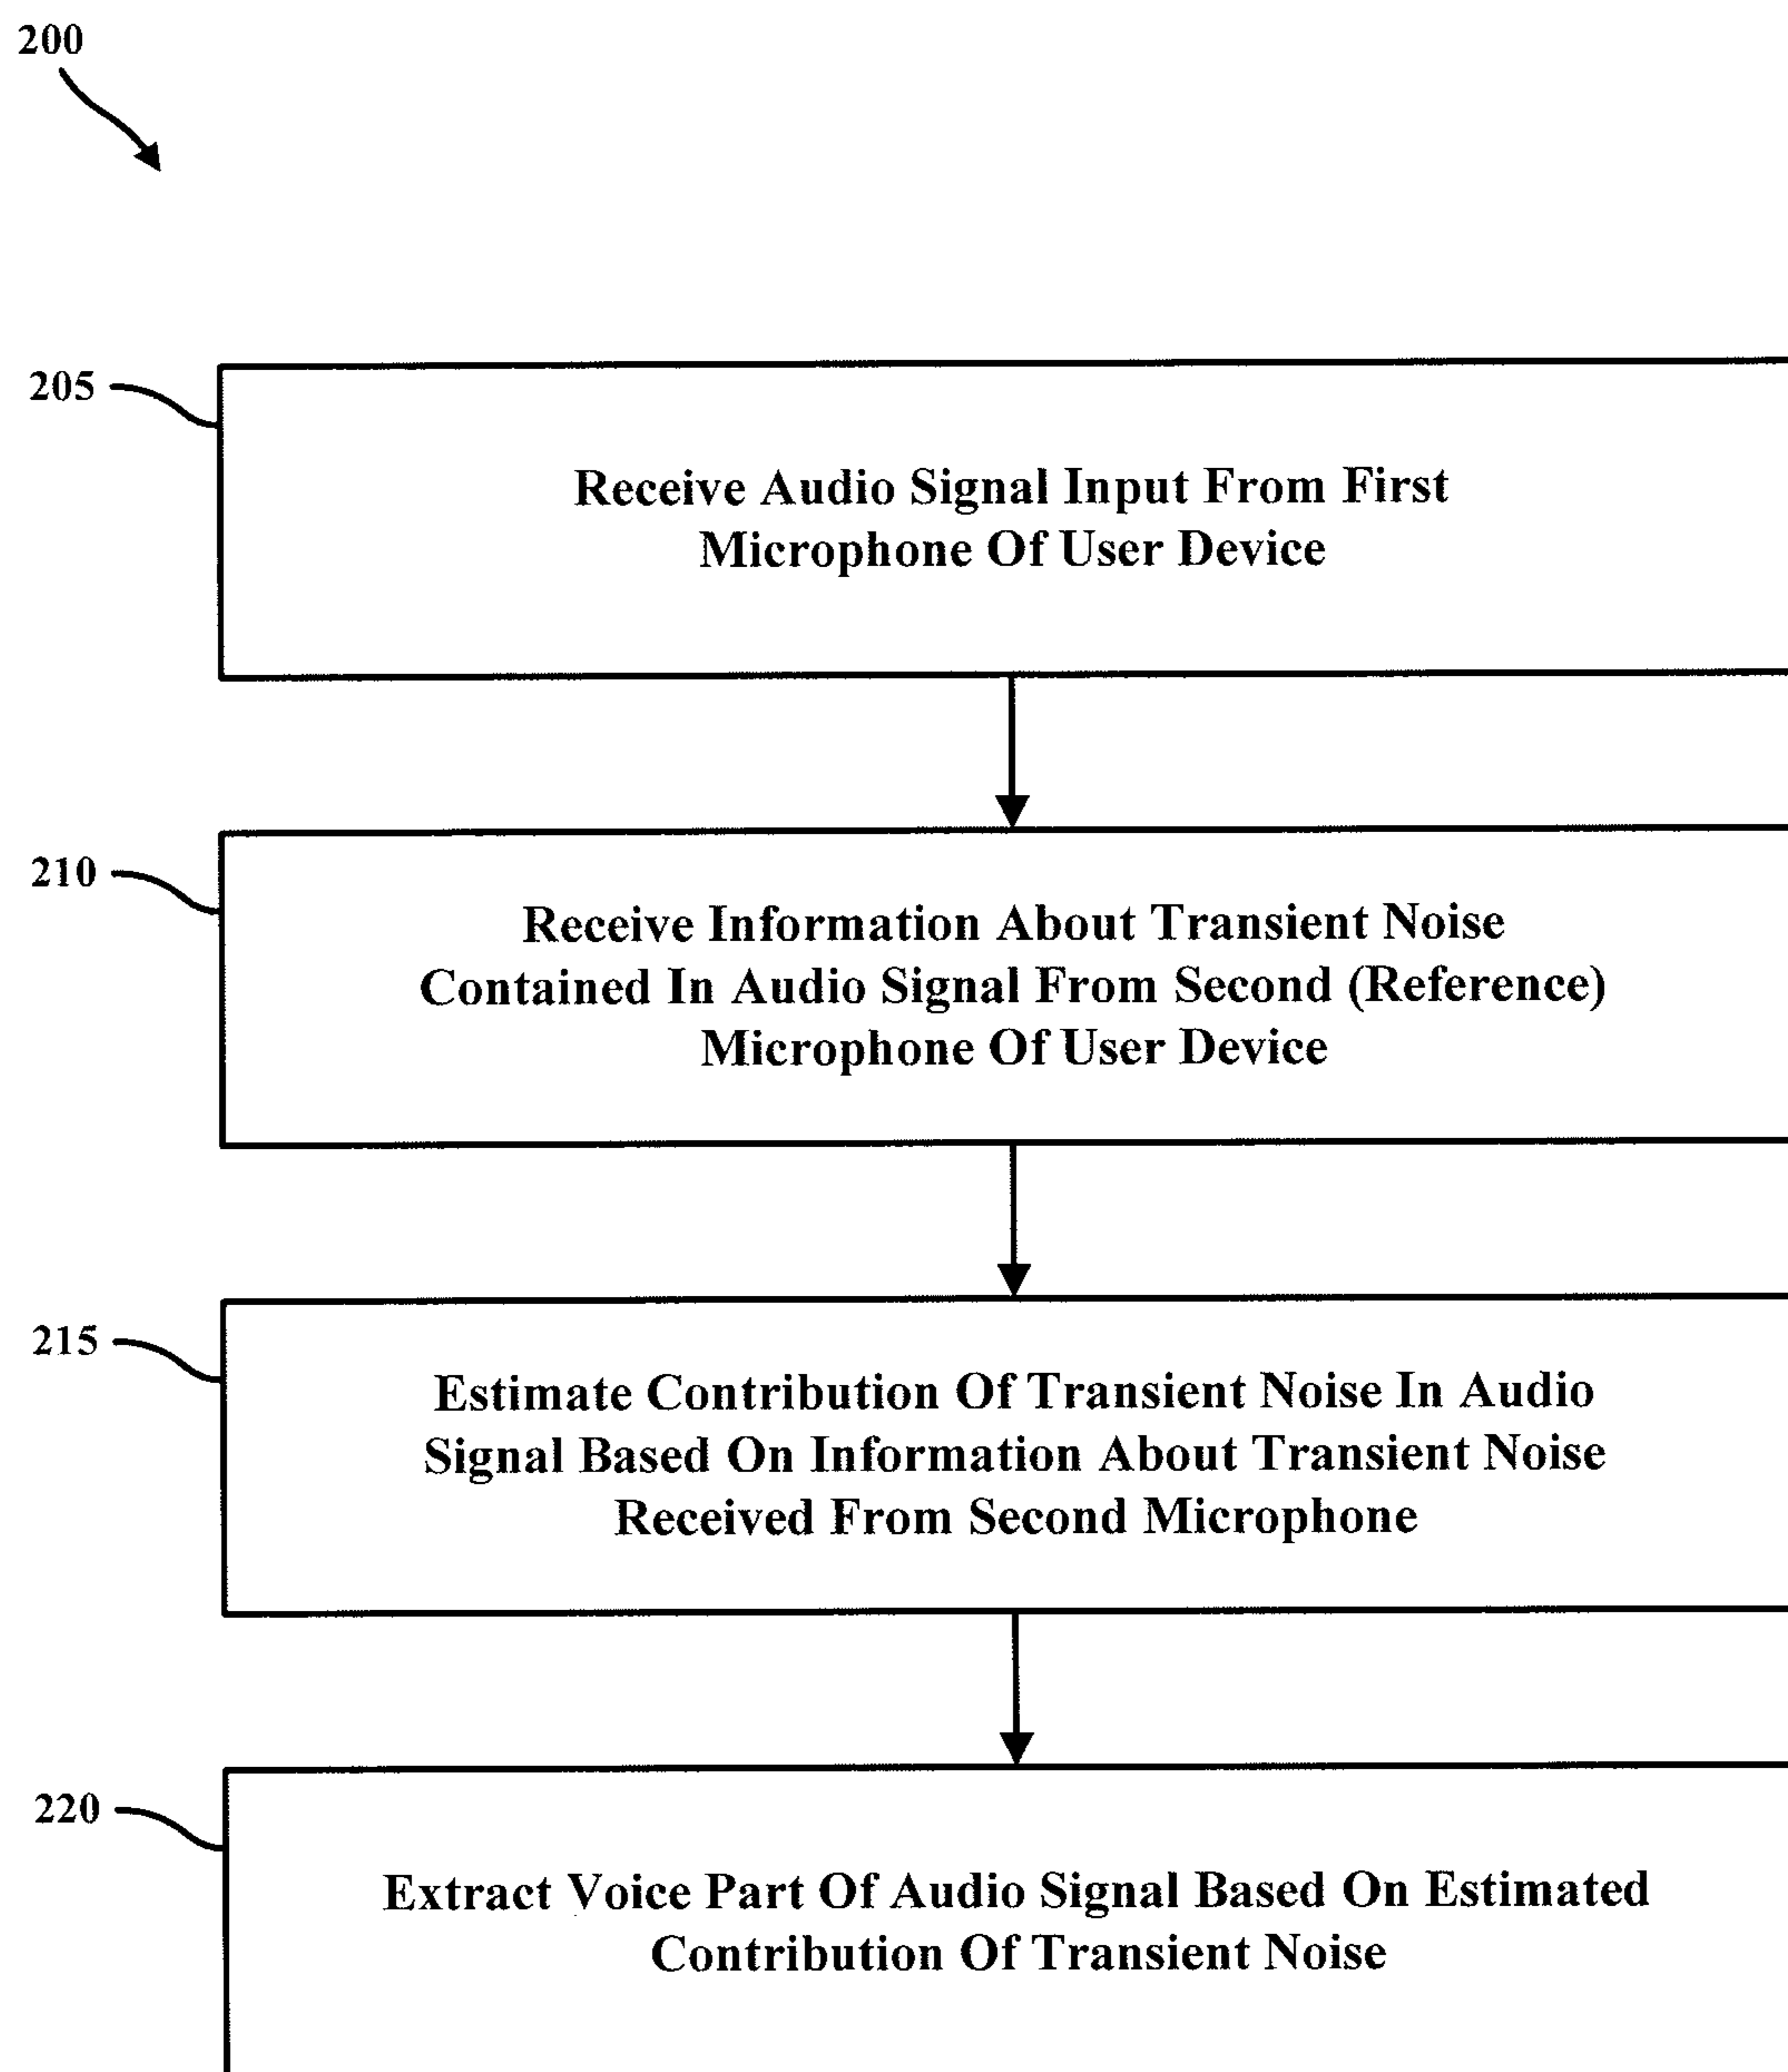 200
205
Receive Audio Signal Input From First
Microphone Of User Device
210
Receive Information About Transient Noise
Contained In Audio Signal From Second (Reference)
Microphone Of User Device
215
Estimate Contribution Of Transient Noise In Audio
Signal Based On Information About Transient Noise
Received From Second Microphone
220
Extract Voice Part Of Audio Signal Based On Estimated
Contribution Of Transient Noise